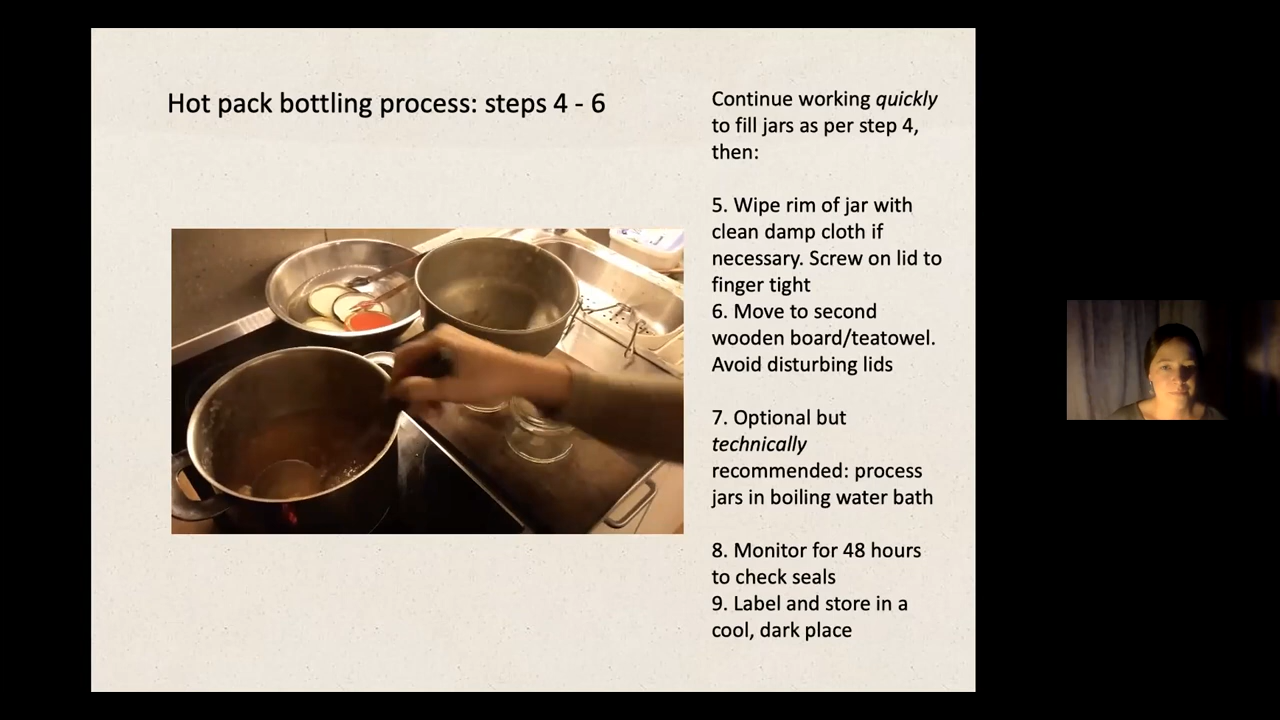 Hot pack bottling process: steps 4 - 6
Continue working quickly
to fill jars as per step 4,
then:
5. Wipe rim of jar with
clean damp cloth if
necessary. Screw on lid to
finger tight
6. Move to second
wooden board/teatowel.
Avoid disturbing lids
7. Optional but
technically
recommended: process
jars in boiling water bath
8. Monitor for 48 hours
to check seals
9. Label and store in a
cool, dark place